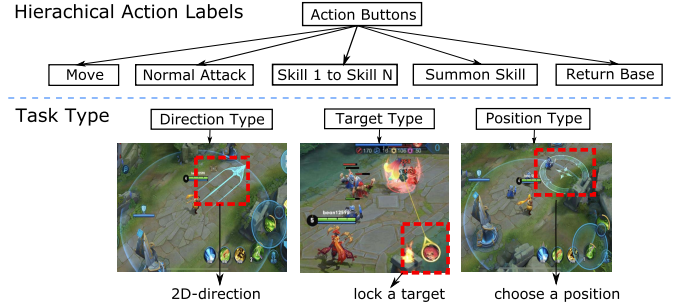 Hierachical Action Labels
Action Buttons
Move
Normal Attack
Skill 1 to Skill N
Summon Skill
Return Base
Task Type
Direction Type
Target Type
Position Type
2D-direction
lock a target
choose a position